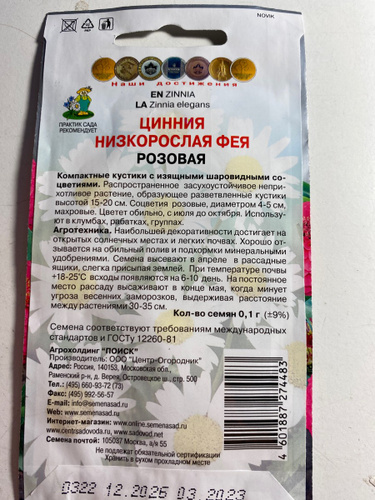 NOVIK
Наши достижения
EN ZINNIA
LA Zinnia elegans
ПРАКТИК САДА
РЕКОМЕНДУЕТ
ЦИННИЯ
НИЗКОРОСЛАЯ ФЕЯ
РОЗОВАЯ
Компактные кустики с изящными шаровидными со-
цветиями. Распространенное засухоустойчивое непри-
хотливое растение, образующее разветвленные кустики
высотой 15-20 см. Соцветия розовые, диаметром 4-5 см,
махровые. Цветет обильно, с июля до октября. Использу-
ют в клумбах, рабатках, группах.
Агротехника. Наибольшей декоративности достигает на
открытых солнечных местах и легких почвах. Хорошо от-
зывается на обильный полив и подкормки минеральными
удобрениями. Семена высевают в апреле в рассадные
ящики, слегка присыпая землей. При температуре почвы
+18-25°С всходы появляются на 6-10 день. На постоянное
место рассаду высаживают в конце мая, когда минует
угроза весенних заморозков, выдерживая расстояние
между растениями 30-35 см.
Кол-во семян 0,1 г (±9%)
Семена соответствуют требованиям международных
стандартов и ГОСТу 12260-81
Агрохолдинг "ПОИСК"
Производитель: ООО "Центр-Огородник"
Адрес: Россия, 140153, Московская обл.,
Раменский р-н, д. Верея, Островецкое ш., стр. 500
Тел.: (495) 660-93-72 (73)
Факс: (495) 992-56-57
E-mail: info@semenasad.ru
Интернет-магазин: www.online.semenasad.ru
www.centrsadovoda.ru, www.sadovod.net
Семена почтой: 105037 Москва, а/я 55
Не подлежат обязательной сертификации
Хранить в сухом прохладном месте
4 601887 274483
0322 12.2025 03.2023